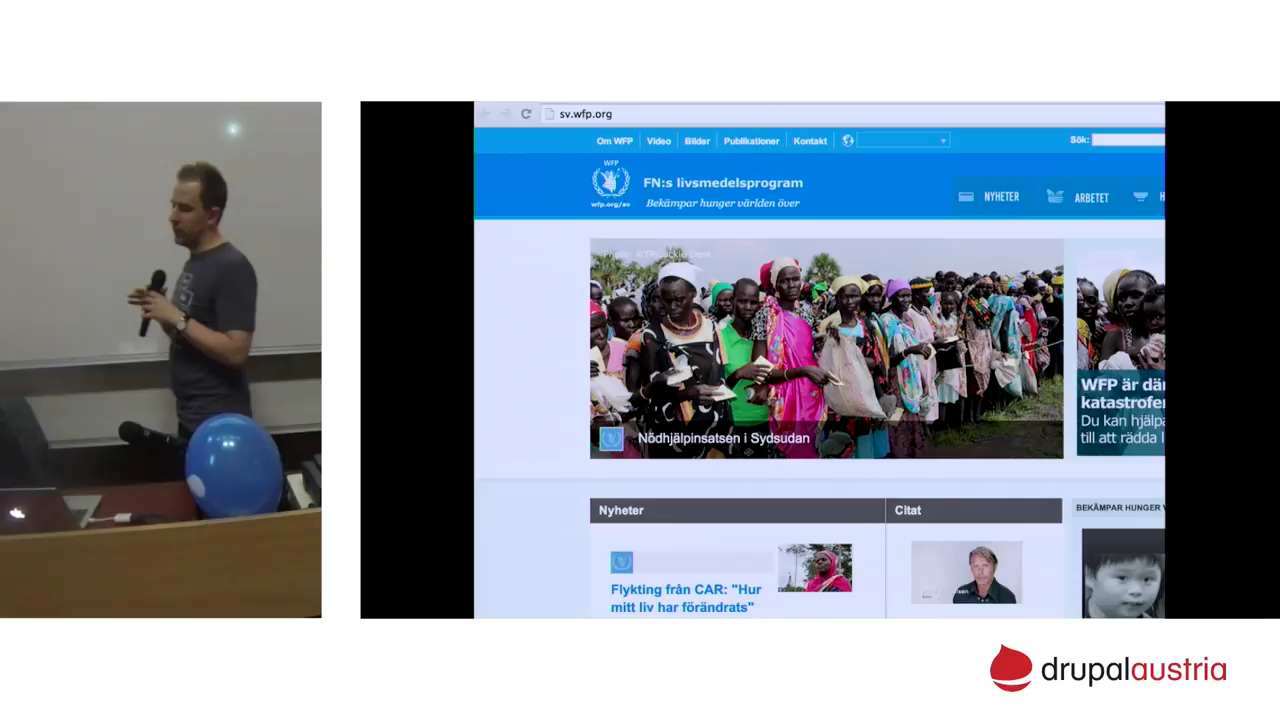 sv.wfp.org
Om WFP Video Bilder Publikationer Kontakt Sök:
WFP
wfp.org/sv
FN:s livsmedelsprogram
Bekämpar hunger världen över
NYHETER ARBETET H
Nödhjälpinsatsen i Sydsudan
WFP är där
katastrofer
Du kan hjälpa
till att rädda l
Nyheter Citat BEKÄMPAR HUNGER V
Flykting från CAR: "Hur
mitt liv har förändrats"
drupalaustria